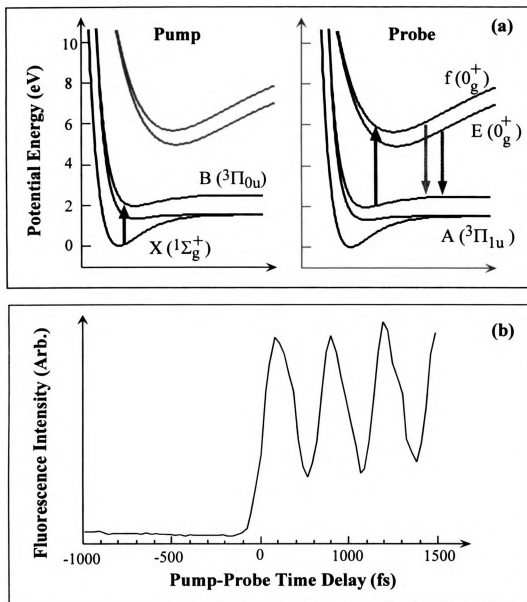 (a)
Pump
Probe
Potential Energy (eV)
10
8
6
4
2
0
B (³Π₀ᵤ)
X (¹Σg⁺)
f (0g⁺)
E (0g⁺)
A (³Π₁ᵤ)
(b)
Fluorescence Intensity (Arb.)
-1000
-500
0
500
1000
1500
Pump-Probe Time Delay (fs)